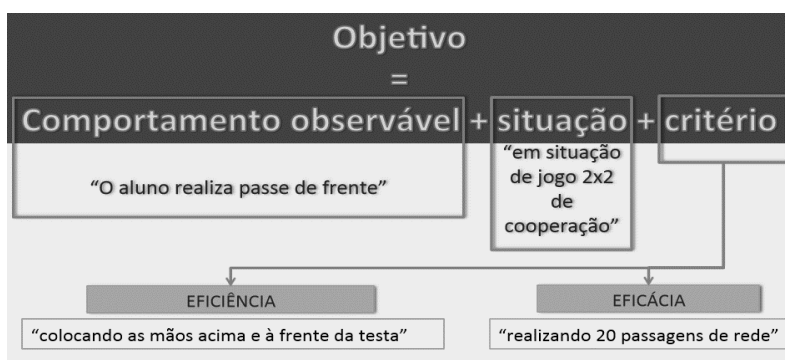 Objetivo
=
Comportamento observável + situação + critério
“O aluno realiza passe de frente”
“em situação
de jogo 2x2
de
cooperação”
EFICIÊNCIA
“colocando as mãos acima e à frente da testa”
EFICÁCIA
“realizando 20 passagens de rede”